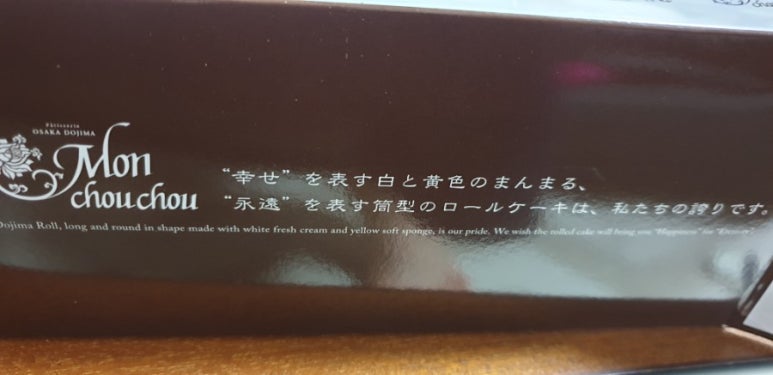 Pâtisserie
OSAKA DOJIMA
Mon
chouchou
“幸せ”を表す白と黄色のまんまる、
“永遠”を表す筒型のロールケーキは、私たちの誇りです。
Dojima Roll, long and round in shape made with white fresh cream and yellow soft sponge, is our pride. We wish the rolled cake will bring you "Happiness" for "Eternity".